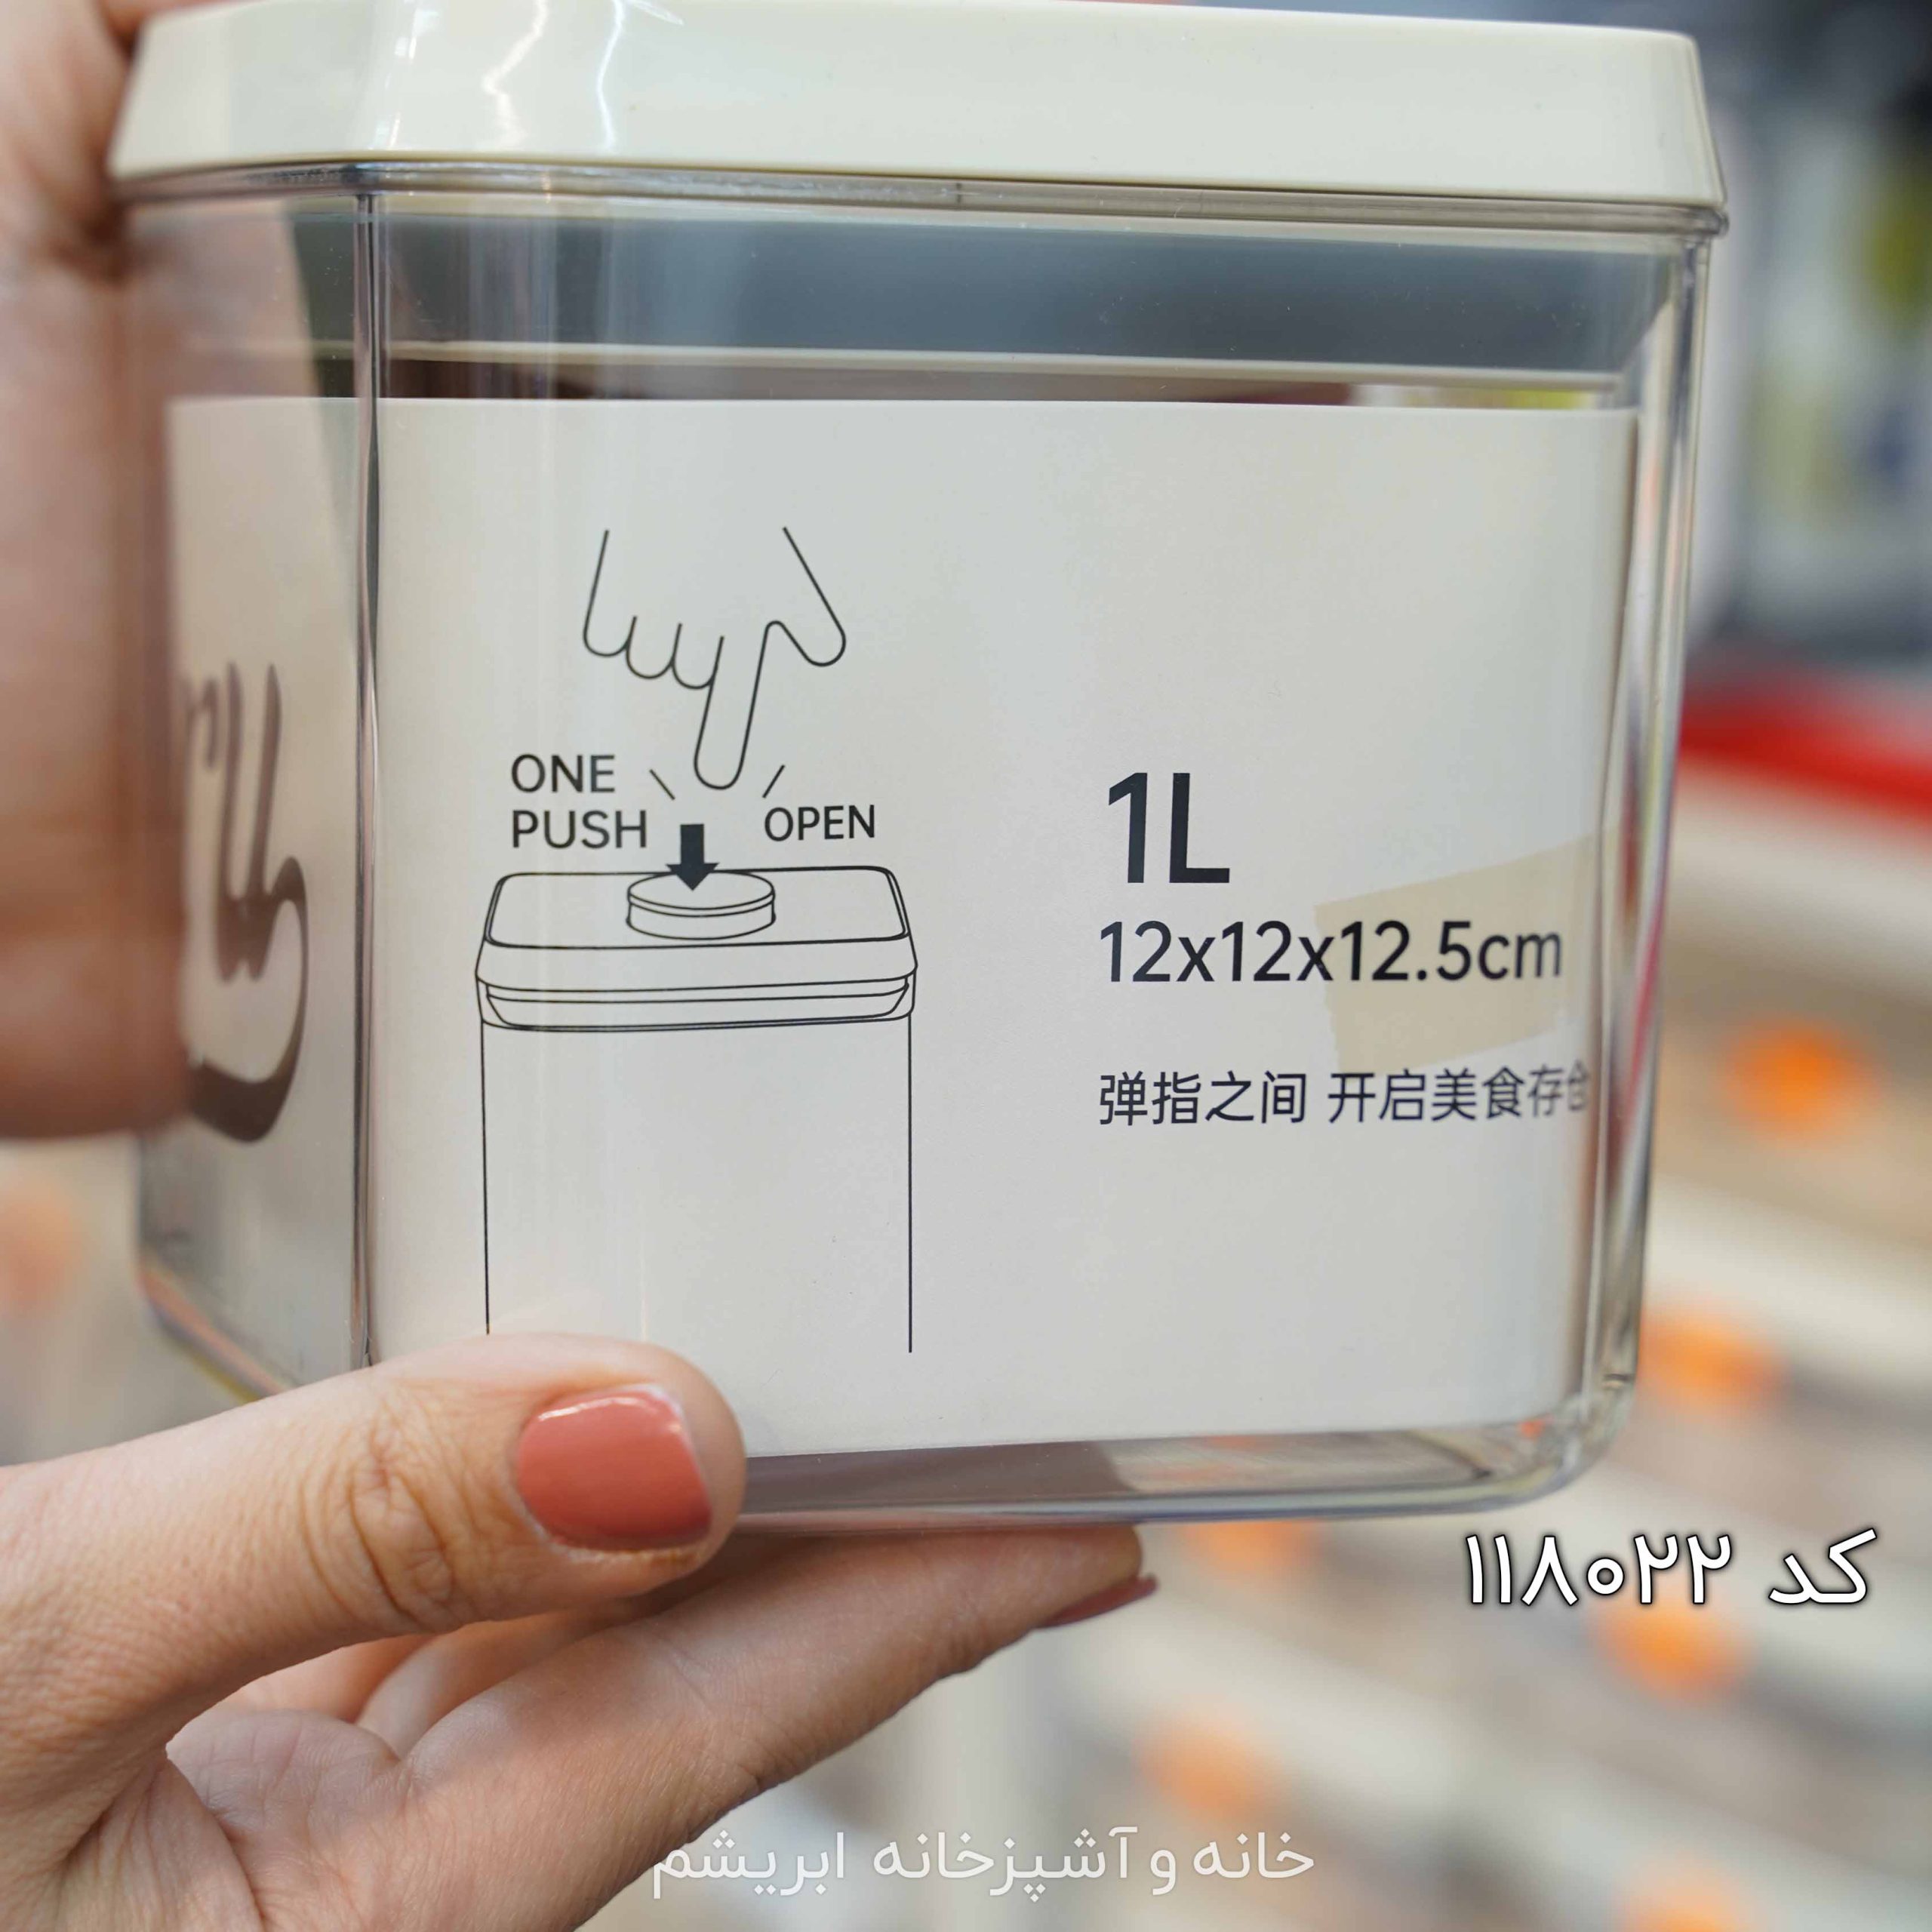 ONE
PUSH
OPEN
1L
12x12x12.5cm
弹指之间 开启美食存仓
کد ۱۱۸۰۲۲
خانه و آشپزخانه ابریشم